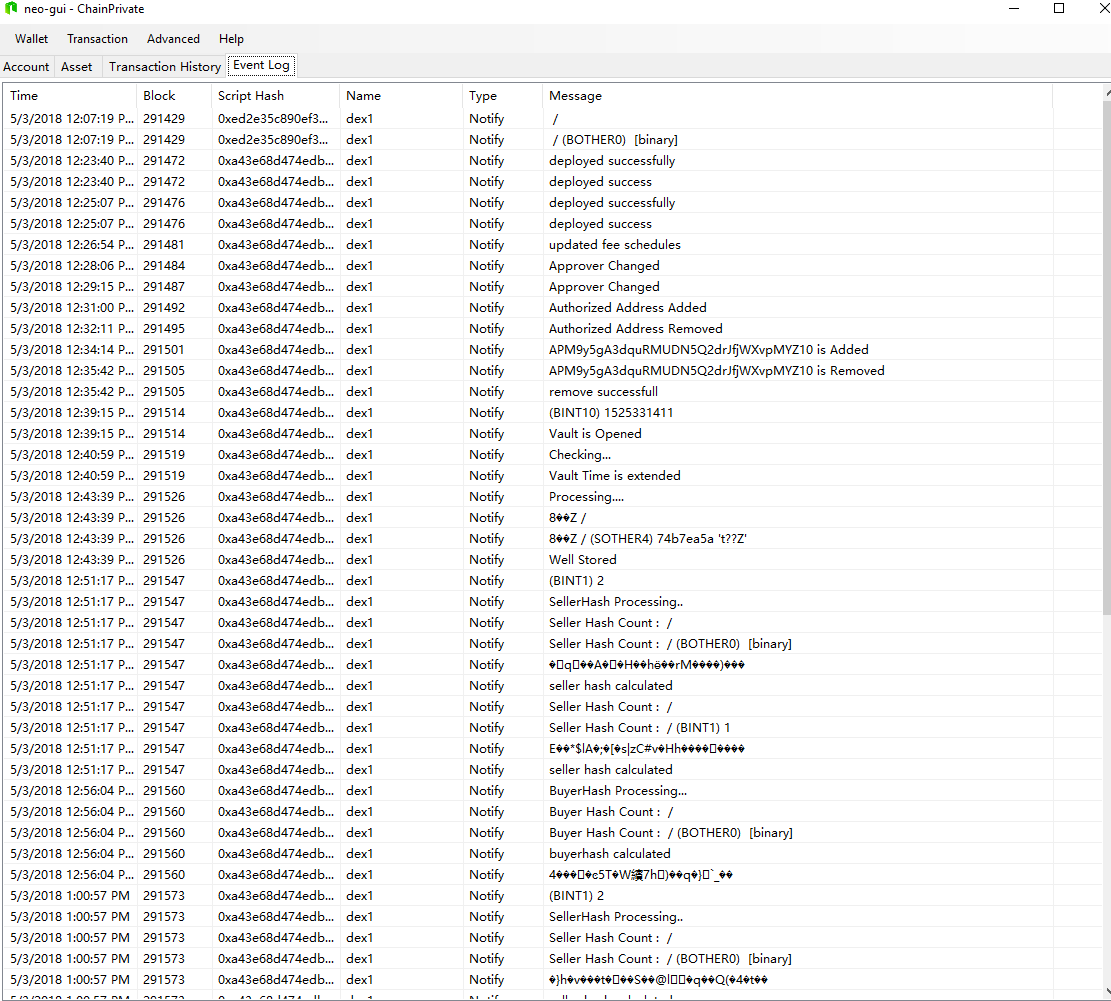 neo-gui - ChainPrivate
Wallet Transaction Advanced Help
Account Asset Transaction History Event Log
Time Block Script Hash Name Type Message
5/3/2018 12:07:19 P... 291429 0xed2e35c890ef3... dex1 Notify /
5/3/2018 12:07:19 P... 291429 0xed2e35c890ef3... dex1 Notify / (BOTHER0) [binary]
5/3/2018 12:23:40 P... 291472 0xa43e68d474edb... dex1 Notify deployed successfully
5/3/2018 12:23:40 P... 291472 0xa43e68d474edb... dex1 Notify deployed success
5/3/2018 12:25:07 P... 291476 0xa43e68d474edb... dex1 Notify deployed successfully
5/3/2018 12:25:07 P... 291476 0xa43e68d474edb... dex1 Notify deployed success
5/3/2018 12:26:54 P... 291481 0xa43e68d474edb... dex1 Notify updated fee schedules
5/3/2018 12:28:06 P... 291484 0xa43e68d474edb... dex1 Notify Approver Changed
5/3/2018 12:29:15 P... 291487 0xa43e68d474edb... dex1 Notify Approver Changed
5/3/2018 12:31:00 P... 291492 0xa43e68d474edb... dex1 Notify Authorized Address Added
5/3/2018 12:32:11 P... 291495 0xa43e68d474edb... dex1 Notify Authorized Address Removed
5/3/2018 12:34:14 P... 291501 0xa43e68d474edb... dex1 Notify APM9y5gA3dquRMUDN5Q2drJfjWXvpMYZ10 is Added
5/3/2018 12:35:42 P... 291505 0xa43e68d474edb... dex1 Notify APM9y5gA3dquRMUDN5Q2drJfjWXvpMYZ10 is Removed
5/3/2018 12:35:42 P... 291505 0xa43e68d474edb... dex1 Notify remove successfull
5/3/2018 12:39:15 P... 291514 0xa43e68d474edb... dex1 Notify (BINT10) 1525331411
5/3/2018 12:39:15 P... 291514 0xa43e68d474edb... dex1 Notify Vault is Opened
5/3/2018 12:40:59 P... 291519 0xa43e68d474edb... dex1 Notify Checking...
5/3/2018 12:40:59 P... 291519 0xa43e68d474edb... dex1 Notify Vault Time is extended
5/3/2018 12:43:39 P... 291526 0xa43e68d474edb... dex1 Notify Processing....
5/3/2018 12:43:39 P... 291526 0xa43e68d474edb... dex1 Notify 8��Z /
5/3/2018 12:43:39 P... 291526 0xa43e68d474edb... dex1 Notify 8��Z / (SOTHER4) 74b7ea5a 't??Z'
5/3/2018 12:43:39 P... 291526 0xa43e68d474edb... dex1 Notify Well Stored
5/3/2018 12:51:17 P... 291547 0xa43e68d474edb... dex1 Notify (BINT1) 2
5/3/2018 12:51:17 P... 291547 0xa43e68d474edb... dex1 Notify SellerHash Processing..
5/3/2018 12:51:17 P... 291547 0xa43e68d474edb... dex1 Notify Seller Hash Count : /
5/3/2018 12:51:17 P... 291547 0xa43e68d474edb... dex1 Notify Seller Hash Count : / (BOTHER0) [binary]
5/3/2018 12:51:17 P... 291547 0xa43e68d474edb... dex1 Notify
5/3/2018 12:51:17 P... 291547 0xa43e68d474edb... dex1 Notify seller hash calculated
5/3/2018 12:51:17 P... 291547 0xa43e68d474edb... dex1 Notify Seller Hash Count : /
5/3/2018 12:51:17 P... 291547 0xa43e68d474edb... dex1 Notify Seller Hash Count : / (BINT1) 1
5/3/2018 12:51:17 P... 291547 0xa43e68d474edb... dex1 Notify
5/3/2018 12:51:17 P... 291547 0xa43e68d474edb... dex1 Notify seller hash calculated
5/3/2018 12:56:04 P... 291560 0xa43e68d474edb... dex1 Notify BuyerHash Processing...
5/3/2018 12:56:04 P... 291560 0xa43e68d474edb... dex1 Notify Buyer Hash Count : /
5/3/2018 12:56:04 P... 291560 0xa43e68d474edb... dex1 Notify Buyer Hash Count : / (BOTHER0) [binary]
5/3/2018 12:56:04 P... 291560 0xa43e68d474edb... dex1 Notify buyerhash calculated
5/3/2018 12:56:04 P... 291560 0xa43e68d474edb... dex1 Notify
5/3/2018 1:00:57 PM 291573 0xa43e68d474edb... dex1 Notify (BINT1) 2
5/3/2018 1:00:57 PM 291573 0xa43e68d474edb... dex1 Notify SellerHash Processing..
5/3/2018 1:00:57 PM 291573 0xa43e68d474edb... dex1 Notify Seller Hash Count : /
5/3/2018 1:00:57 PM 291573 0xa43e68d474edb... dex1 Notify Seller Hash Count : / (BOTHER0) [binary]
5/3/2018 1:00:57 PM 291573 0xa43e68d474edb... dex1 Notify